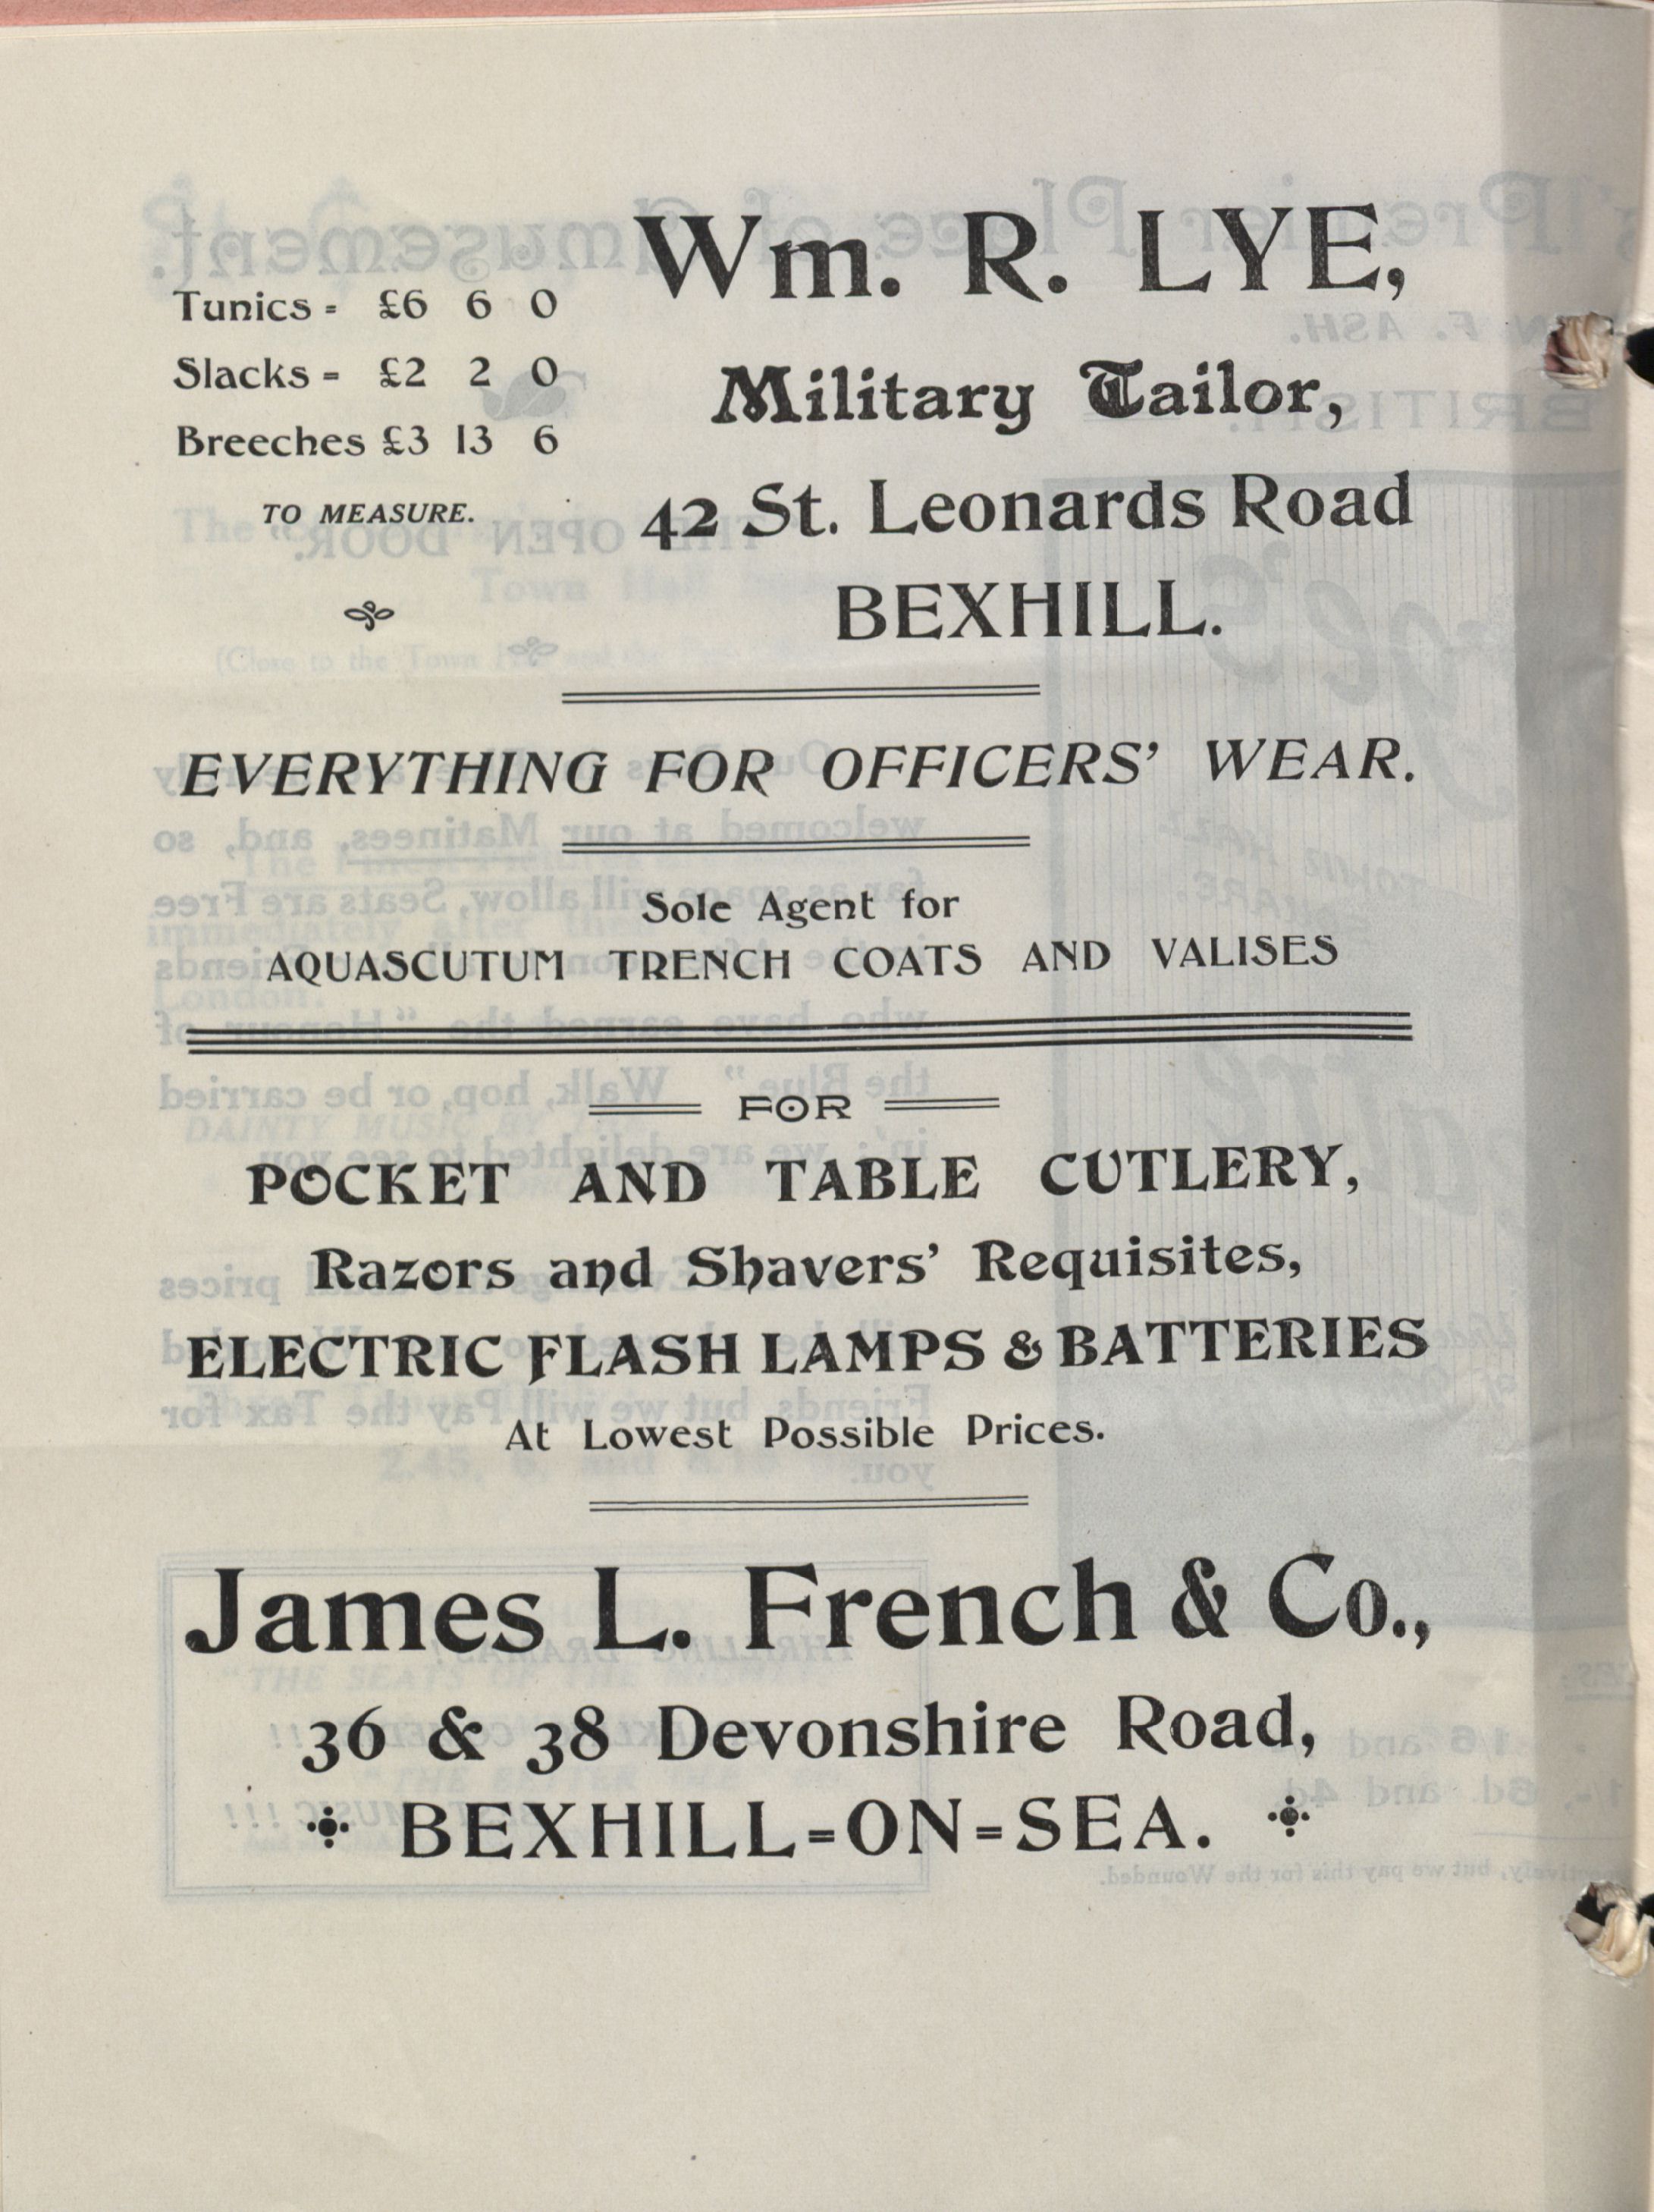 Wm. R. LYE,
Tunics - £6 6 0
Slacks - £2 2 0
Breeches £3 13 6
TO MEASURE.
Military Tailor,
42 St. Leonards Road
BEXHILL.
EVERYTHING FOR OFFICERS' WEAR.
Sole Agent for
AQUASCUTUM TRENCH COATS AND VALISES
FOR
POCKET AND TABLE CUTLERY,
Razors and Shavers' Requisites,
ELECTRIC FLASH LAMPS & BATTERIES
At Lowest Possible Prices.
James L. French & Co.,
36 & 38 Devonshire Road,
BEXHILL-ON-SEA.